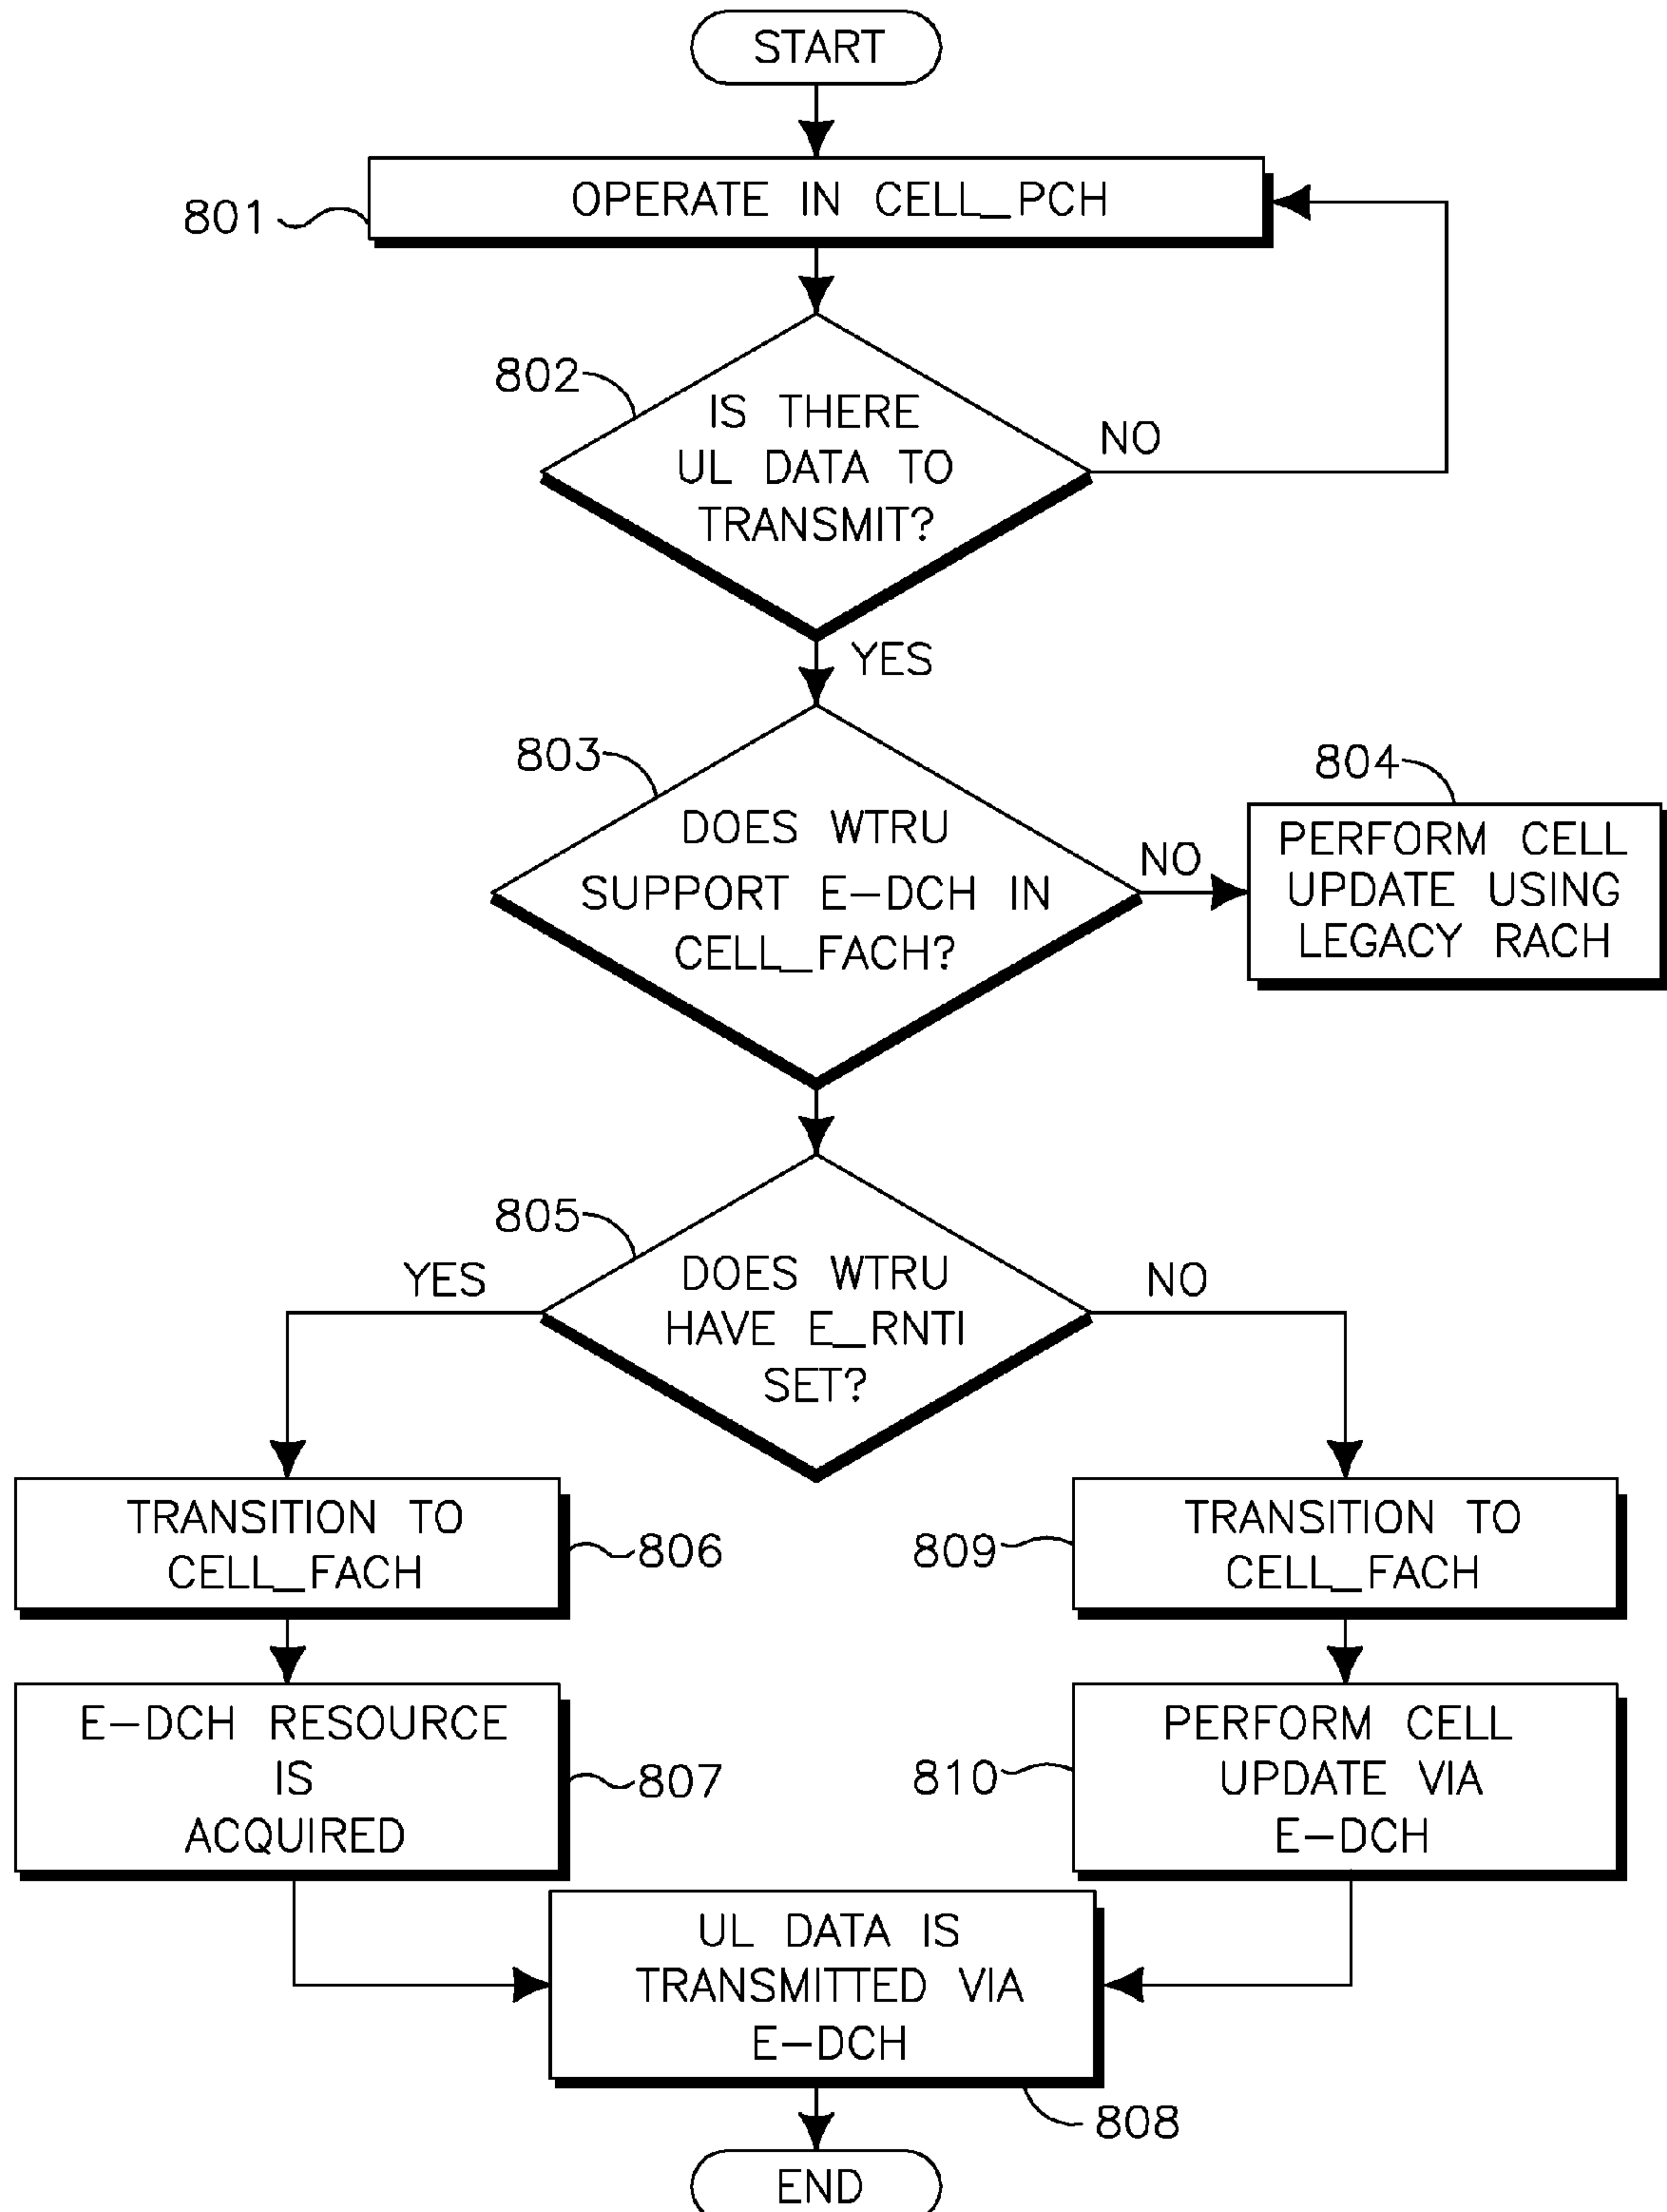 START
OPERATE IN CELL_PCH
801
802
IS THERE
UL DATA TO
TRANSMIT?
NO
YES
803
DOES WTRU
SUPPORT E-DCH IN
CELL_FACH?
NO
804
PERFORM CELL
UPDATE USING
LEGACY RACH
805
DOES WTRU
HAVE E_RNTI
SET?
YES
NO
TRANSITION TO
CELL_FACH
806
809
TRANSITION TO
CELL_FACH
E-DCH RESOURCE
IS
ACQUIRED
807
810
PERFORM CELL
UPDATE VIA
E-DCH
UL DATA IS
TRANSMITTED VIA
E-DCH
808
END